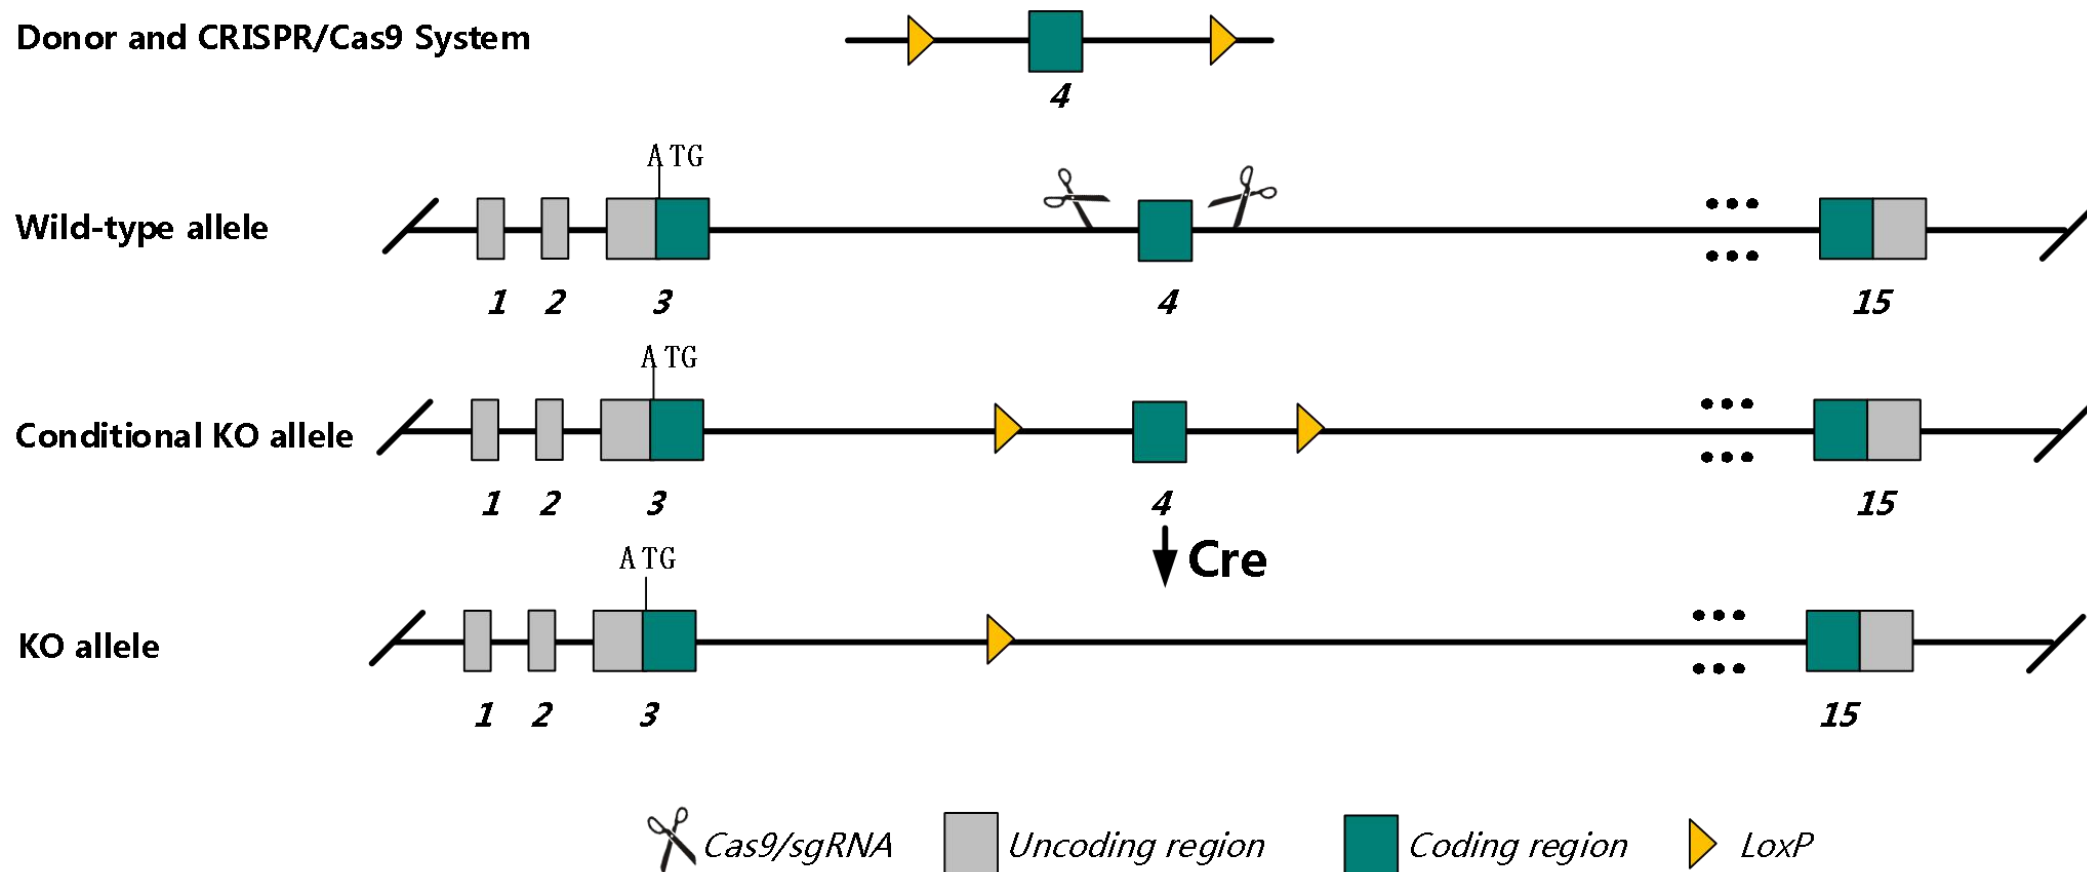 Donor and CRISPR/Cas9 System
4
ATG
Wild-type allele
1 2 3 4 15
ATG
Conditional KO allele
1 2 3 4 15
Cre
ATG
KO allele
1 2 3 15
Cas9/sgRNA Uncoding region Coding region LoxP